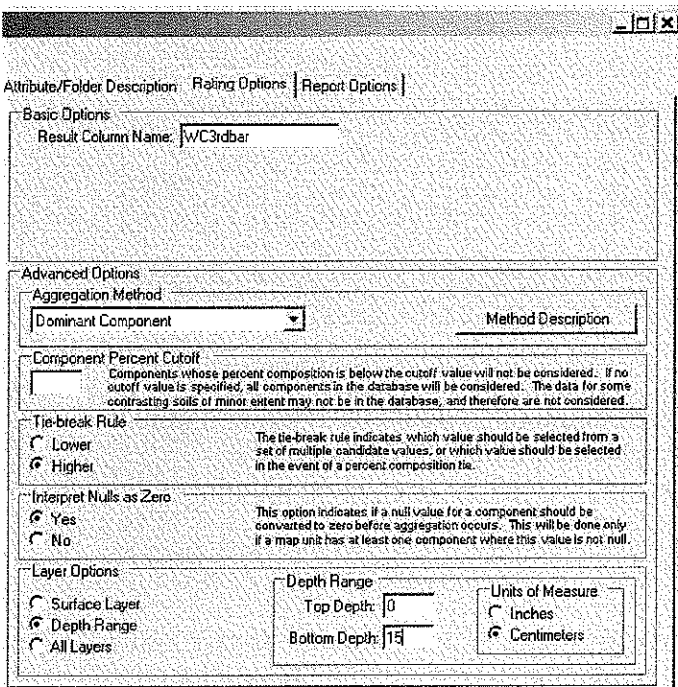 Attribute/Folder Description Rating Options Report Options
Basic Options
Result Column Name: WC3rdbar
Advanced Options
Aggregation Method
Dominant Component
Method Description
Component Percent Cutoff
Components whose percent composition is below the cutoff value will not be considered. If no
cutoff value is specified, all components in the database will be considered. The data for some
contrasting soils of minor extent may not be in the database, and therefore are not considered.
Tie-break Rule
Lower
Higher
The tie-break rule indicates which value should be selected from a
set of multiple candidate values, or which value should be selected
in the event of a percent composition tie.
Interpret Nulls as Zero
Yes
No
This option indicates if a null value for a component should be
converted to zero before aggregation occurs. This will be done only
if a map unit has at least one component where this value is not null.
Layer Options
Surface Layer
Depth Range
All Layers
Depth Range
Top Depth: 0
Bottom Depth: 15
Units of Measure
Inches
Centimeters